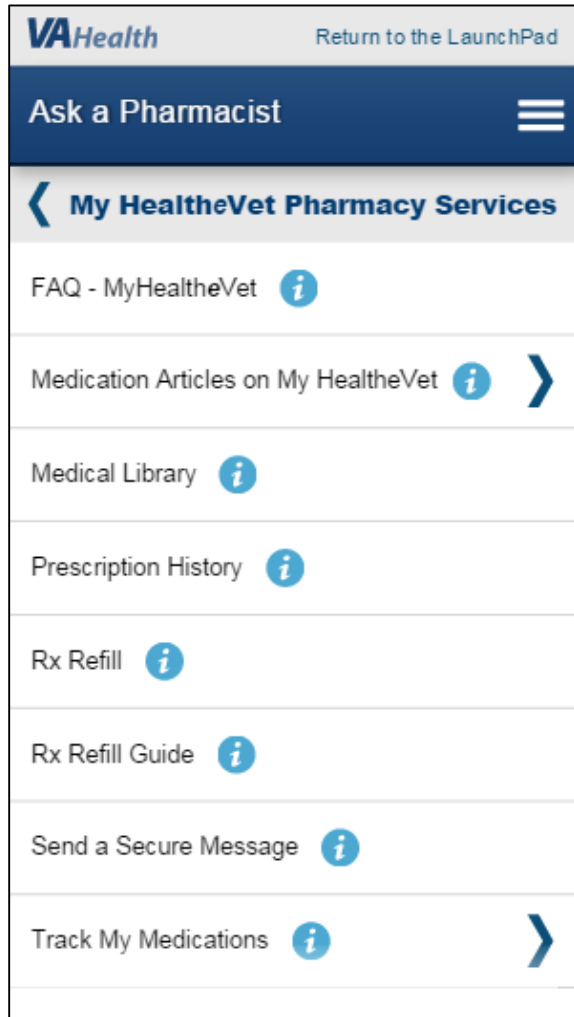 VAHealth Return to the LaunchPad
Ask a Pharmacist
My HealtheVet Pharmacy Services
FAQ - MyHealtheVet i
Medication Articles on My HealtheVet i
Medical Library i
Prescription History i
Rx Refill i
Rx Refill Guide i
Send a Secure Message i
Track My Medications i